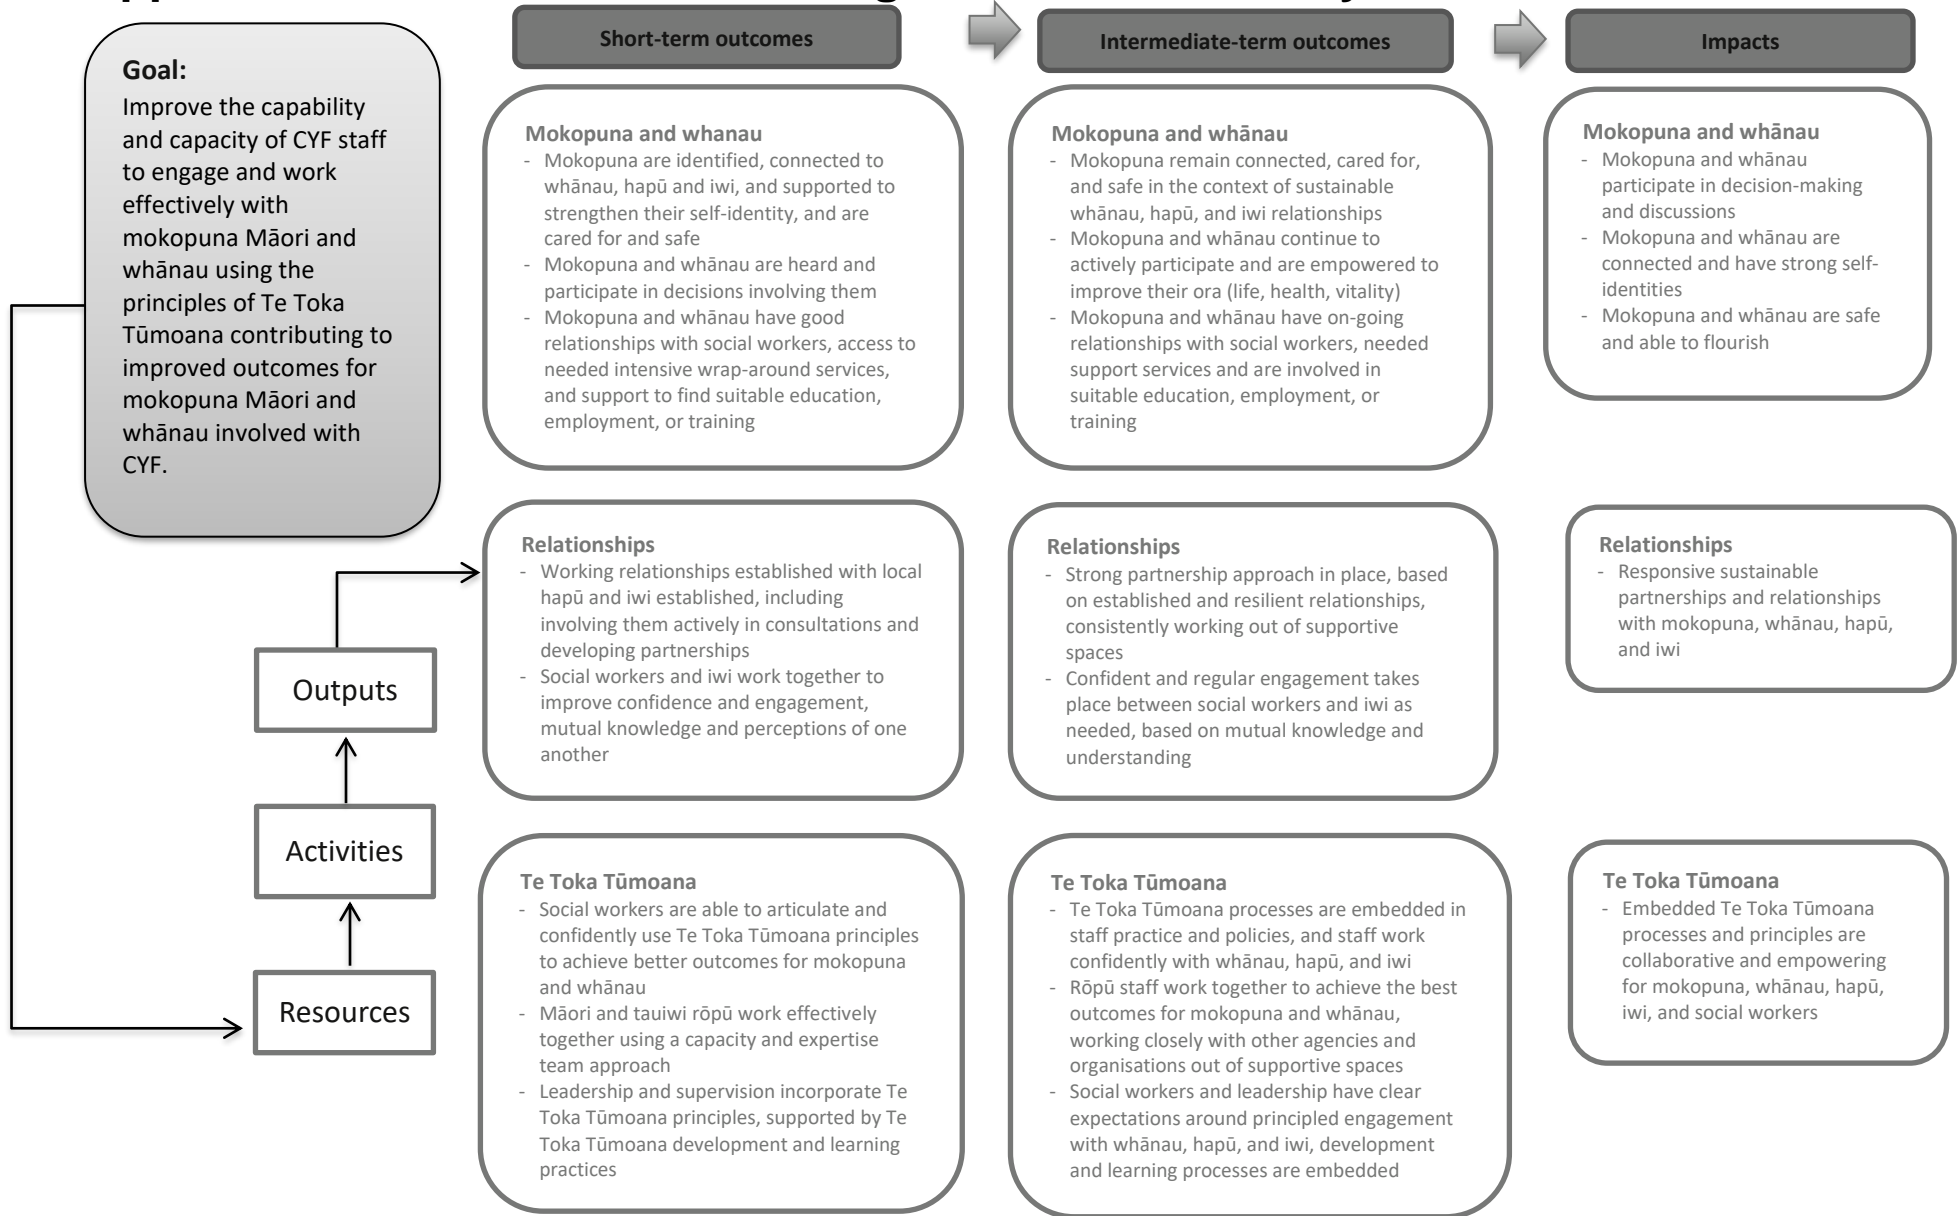 Goal:
Improve the capability
and capacity of CYF staff
to engage and work
effectively with
mokopuna Māori and
whānau using the
principles of Te Toka
Tūmoana contributing to
improved outcomes for
mokopuna Māori and
whānau involved with
CYF.
Outputs
Activities
Resources
Short-term outcomes
Mokopuna and whanau
- Mokopuna are identified, connected to
whānau, hapū and iwi, and supported to
strengthen their self-identity, and are
cared for and safe
- Mokopuna and whānau are heard and
participate in decisions involving them
- Mokopuna and whānau have good
relationships with social workers, access to
needed intensive wrap-around services,
and support to find suitable education,
employment, or training
Relationships
- Working relationships established with local
hapū and iwi established, including
involving them actively in consultations and
developing partnerships
- Social workers and iwi work together to
improve confidence and engagement,
mutual knowledge and perceptions of one
another
Te Toka Tūmoana
- Social workers are able to articulate and
confidently use Te Toka Tūmoana principles
to achieve better outcomes for mokopuna
and whānau
- Māori and tauiwi rōpū work effectively
together using a capacity and expertise
team approach
- Leadership and supervision incorporate Te
Toka Tūmoana principles, supported by Te
Toka Tūmoana development and learning
practices
Intermediate-term outcomes
Mokopuna and whānau
- Mokopuna remain connected, cared for,
and safe in the context of sustainable
whānau, hapū, and iwi relationships
- Mokopuna and whānau continue to
actively participate and are empowered to
improve their ora (life, health, vitality)
- Mokopuna and whānau have on-going
relationships with social workers, needed
support services and are involved in
suitable education, employment, or
training
Relationships
- Strong partnership approach in place, based
on established and resilient relationships,
consistently working out of supportive
spaces
- Confident and regular engagement takes
place between social workers and iwi as
needed, based on mutual knowledge and
understanding
Te Toka Tūmoana
- Te Toka Tūmoana processes are embedded in
staff practice and policies, and staff work
confidently with whānau, hapū, and iwi
- Rōpū staff work together to achieve the best
outcomes for mokopuna and whānau,
working closely with other agencies and
organisations out of supportive spaces
- Social workers and leadership have clear
expectations around principled engagement
with whānau, hapū, and iwi, development
and learning processes are embedded
Impacts
Mokopuna and whānau
- Mokopuna and whānau
participate in decision-making
and discussions
- Mokopuna and whānau are
connected and have strong self-
identities
- Mokopuna and whānau are safe
and able to flourish
Relationships
- Responsive sustainable
partnerships and relationships
with mokopuna, whānau, hapū,
and iwi
Te Toka Tūmoana
- Embedded Te Toka Tūmoana
processes and principles are
collaborative and empowering
for mokopuna, whānau, hapū,
iwi, and social workers